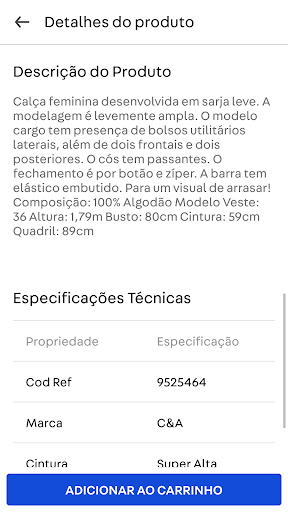 Detalhes do produto
Descrição do Produto
Calça feminina desenvolvida em sarja leve. A
modelagem é levemente ampla. O modelo
cargo tem presença de bolsos utilitários
laterais, além de dois frontais e dois
posteriores. O cós tem passantes. O
fechamento é por botão e zíper. A barra tem
elástico embutido. Para um visual de arrasar!
Composição: 100% Algodão Modelo Veste:
36 Altura: 1,79m Busto: 80cm Cintura: 59cm
Quadril: 89cm
Especificações Técnicas
Propriedade Especificação
Cod Ref 9525464
Marca C&A
Cintura Super Alta
ADICIONAR AO CARRINHO